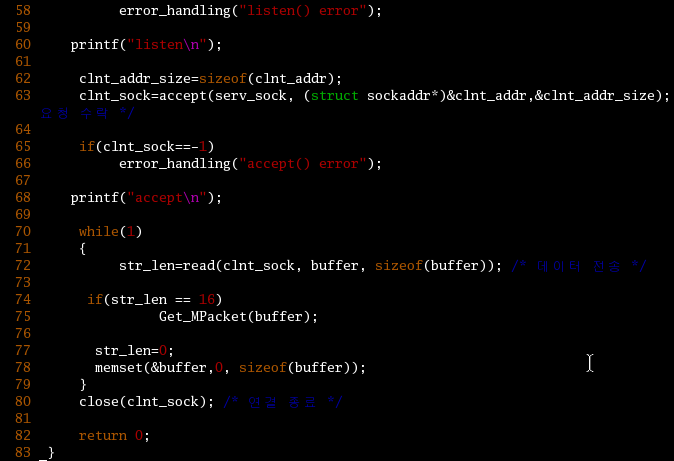 58 error_handling("listen() error");
59
60 printf("listen\n");
61
62 clnt_addr_size=sizeof(clnt_addr);
63 clnt_sock=accept(serv_sock, (struct sockaddr*)&clnt_addr,&clnt_addr_size);
수락 */
64
65 if(clnt_sock==-1)
66 error_handling("accept() error");
67
68 printf("accept\n");
69
70 while(1)
71 {
72 str_len=read(clnt_sock, buffer, sizeof(buffer)); /* 데이터 전송 */
73
74 if(str_len == 16)
75 Get_MPacket(buffer);
76
77 str_len=0;
78 memset(&buffer,0, sizeof(buffer));
79 }
80 close(clnt_sock); /* 연결 종료 */
81
82 return 0;
83 }